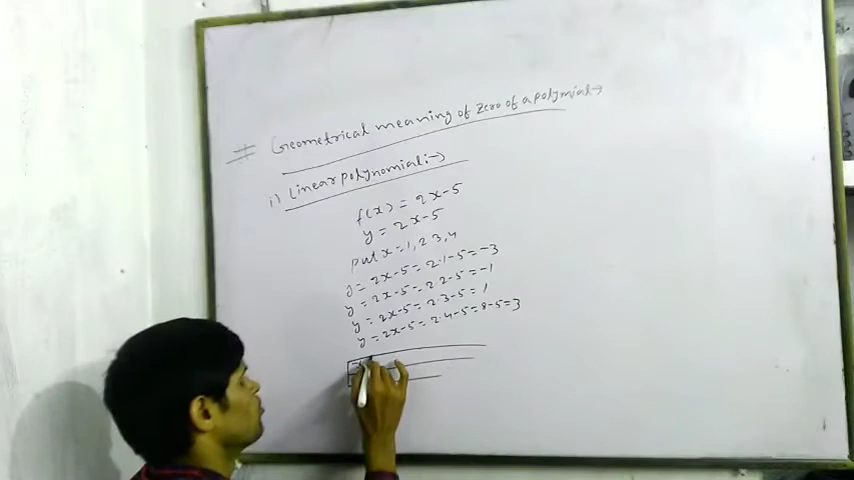 # Geometrical meaning of Zero of a polymial:→
i) Linear polynomial:→
f(x) = 2x-5
y = 2x-5
put x = 1, 2 3, 4
y = 2x-5 = 2·1-5 = -3
y = 2x-5 = 2·2-5 = -1
y = 2x-5 = 2·3-5 = 1
y = 2x-5 = 2·4-5 = 8-5=3